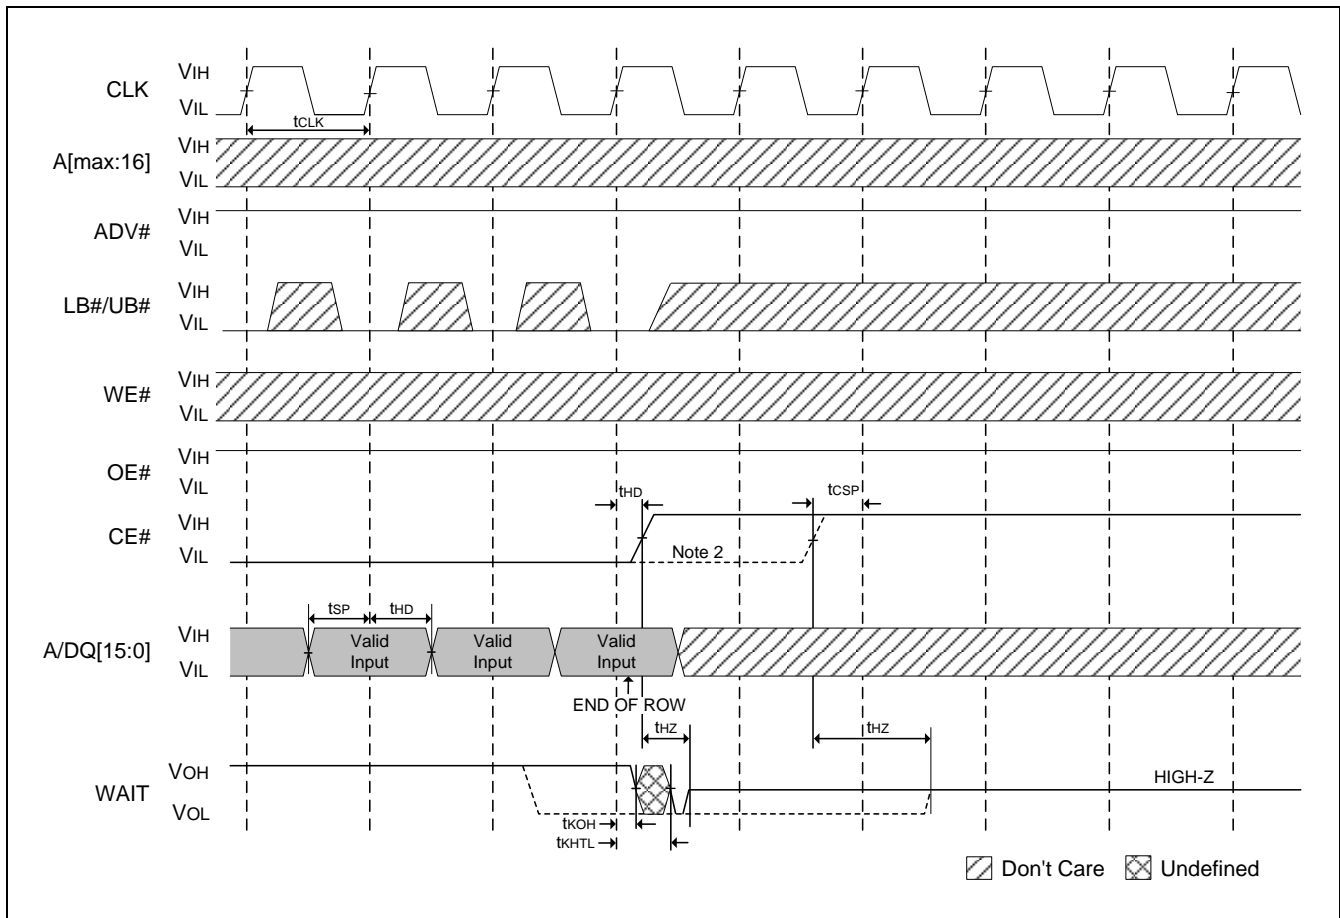 CLK
VIH
VIL
tCLK
A[max:16]
VIH
VIL
ADV#
VIH
VIL
LB#/UB#
VIH
VIL
WE#
VIH
VIL
OE#
VIH
VIL
tHD
tCSP
CE#
VIH
VIL
Note 2
tSP
tHD
A/DQ[15:0]
VIH
VIL
Valid
Input
Valid
Input
Valid
Input
END OF ROW
tHZ
tHZ
WAIT
VOH
VOL
HIGH-Z
tKOH
tKHTL
Don't Care
Undefined